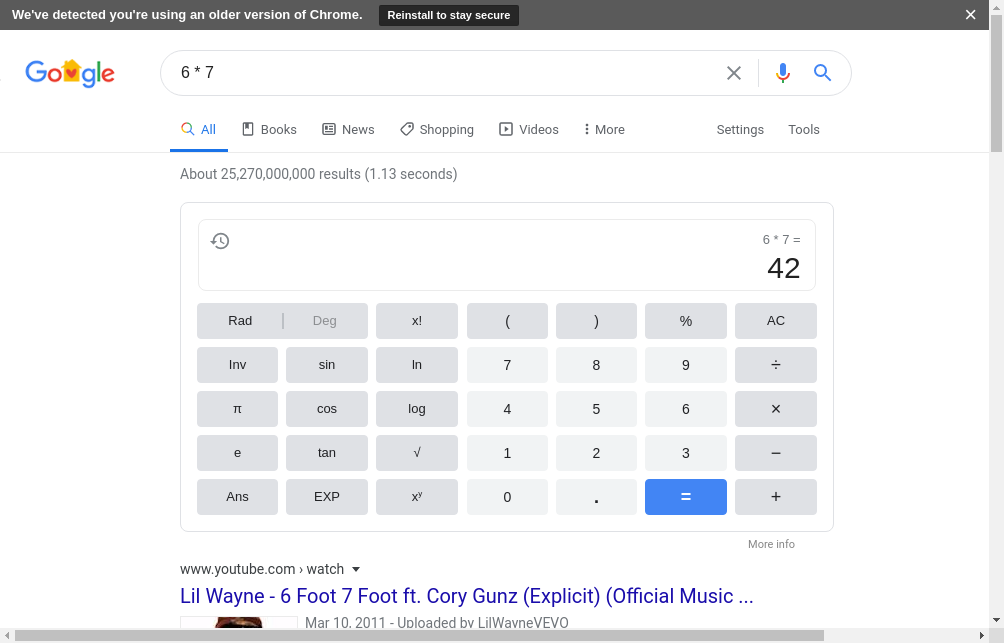 We've detected you're using an older version of Chrome. Reinstall to stay secure
Google
6 * 7
All Books News Shopping Videos More Settings Tools
About 25,270,000,000 results (1.13 seconds)
6 * 7 =
42
Rad Deg x! ( ) % AC
Inv sin ln 7 8 9 ÷
π cos log 4 5 6 ×
e tan √ 1 2 3 −
Ans EXP xʸ 0 . = +
More info
www.youtube.com › watch
Lil Wayne - 6 Foot 7 Foot ft. Cory Gunz (Explicit) (Official Music ...
Mar 10, 2011 - Uploaded by LilWayneVEVO